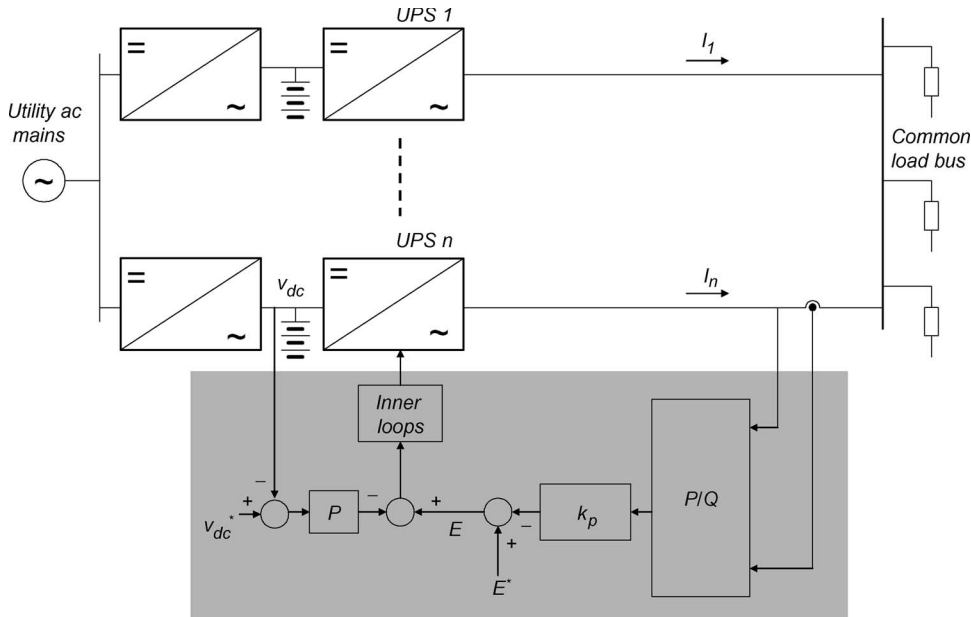 UPS 1
=
=
~
~
I1
Utility ac
mains
~
Common
load bus
UPS n
In
=
vdc
=
~
~
Inner
loops
−
+
vdc*
P
−
+
E
−
+
E*
kp
P/Q